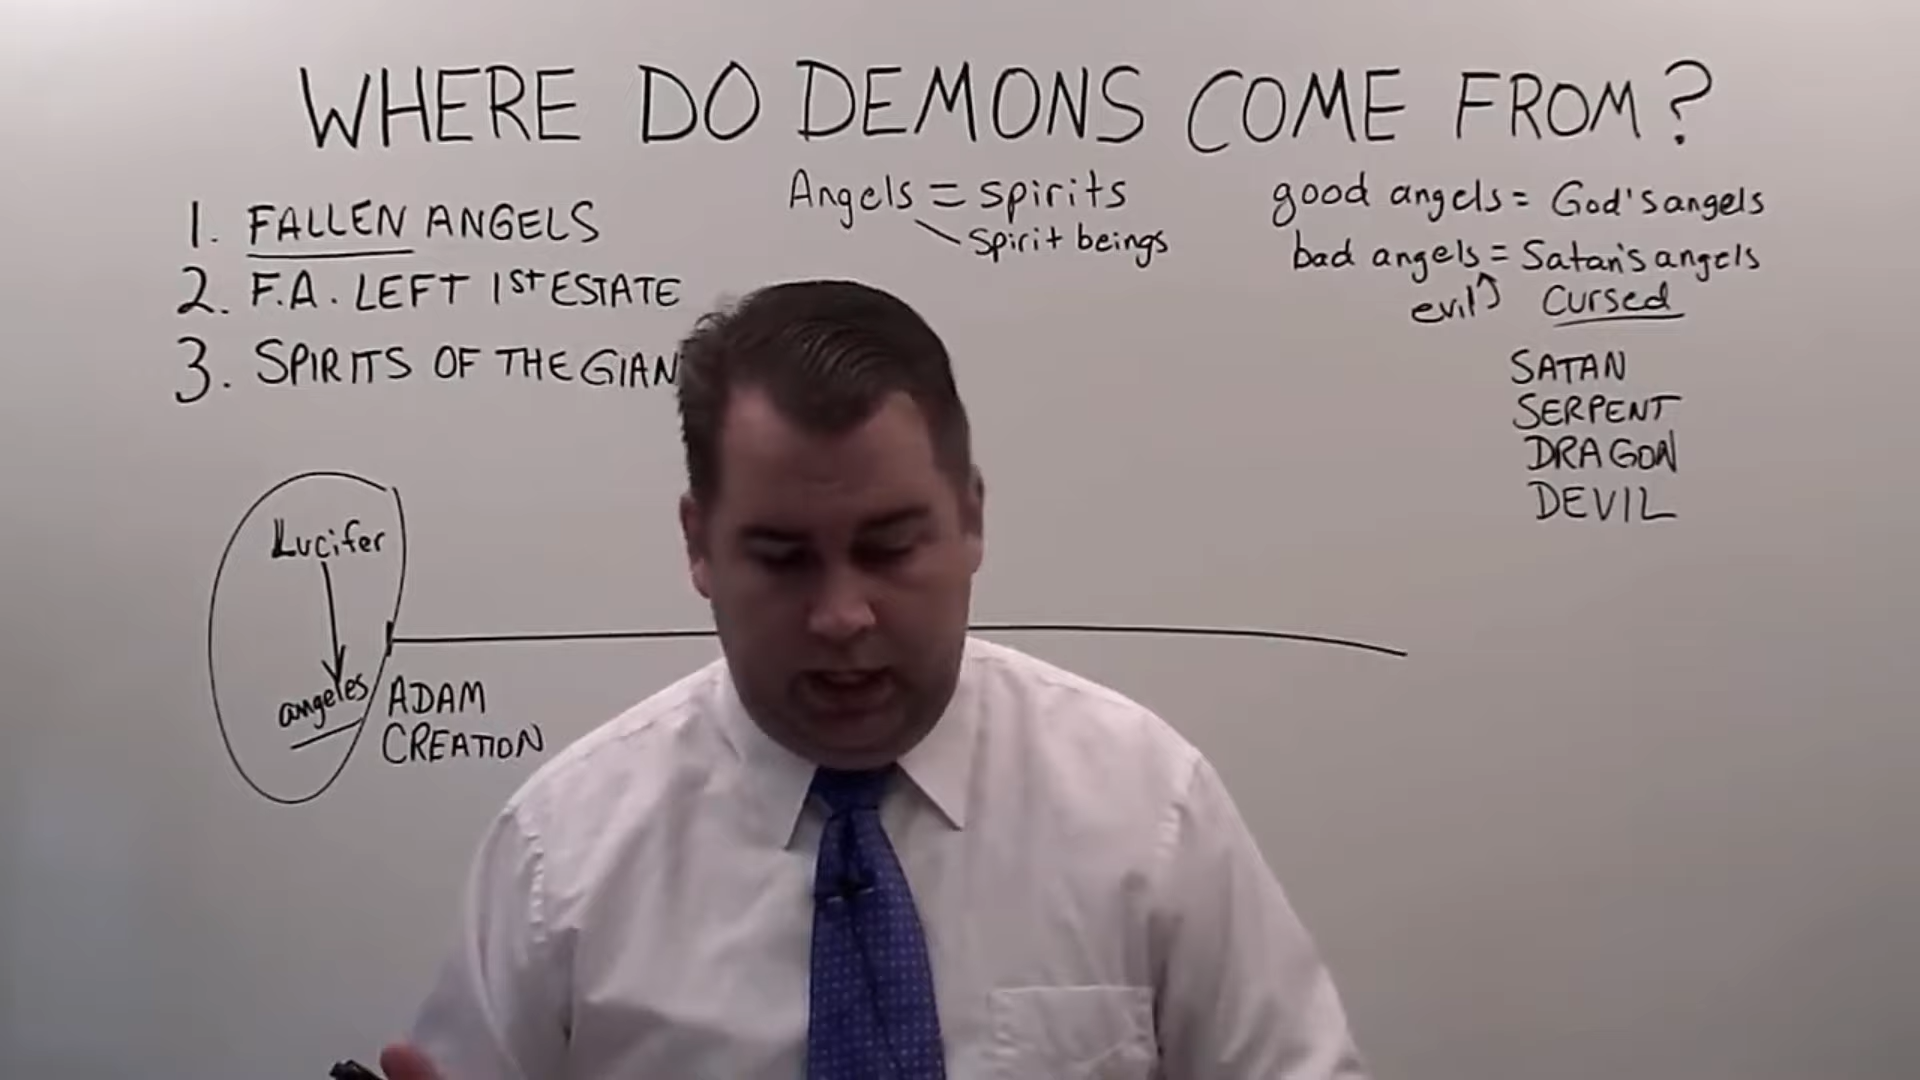 WHERE DO DEMONS COME FROM?
1. FALLEN ANGELS
2. F.A. LEFT 1ST ESTATE
3. SPIRITS OF THE GIAN
Angels = spirits
spirit beings
good angels = God's angels
bad angels = Satan's angels
evil
Cursed
SATAN
SERPENT
DRAGON
DEVIL
Lucifer
angeles
ADAM
CREATION